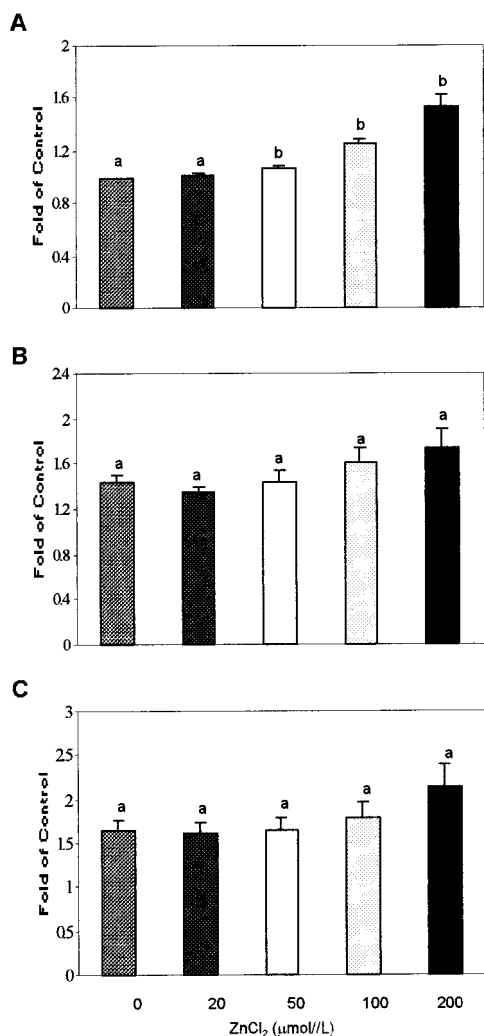 A
2
1.6
1.2
0.8
0.4
0
Fold of Control
a
a
b
b
b
B
24
2
1.6
1.2
0.8
0.4
0
Fold of Control
a
a
a
a
a
C
3
25
2
1.5
1
0.5
0
Fold of Control
a
a
a
a
a
0 20 50 100 200
ZnCl₂ (μmol//L)